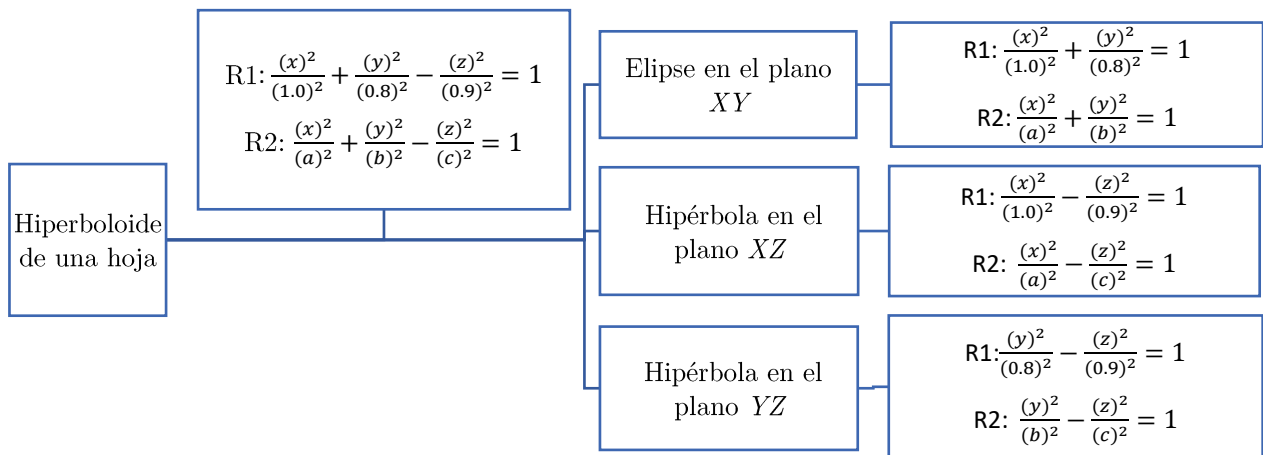 Hiperboloide
de una hoja
R1: (x)²/(1.0)² + (y)²/(0.8)² − (z)²/(0.9)² = 1
R2: (x)²/(a)² + (y)²/(b)² − (z)²/(c)² = 1
Elipse en el plano
XY
R1: (x)²/(1.0)² + (y)²/(0.8)² = 1
R2: (x)²/(a)² + (y)²/(b)² = 1
Hipérbola en el
plano XZ
R1: (x)²/(1.0)² − (z)²/(0.9)² = 1
R2: (x)²/(a)² − (z)²/(c)² = 1
Hipérbola en el
plano YZ
R1: (y)²/(0.8)² − (z)²/(0.9)² = 1
R2: (y)²/(b)² − (z)²/(c)² = 1